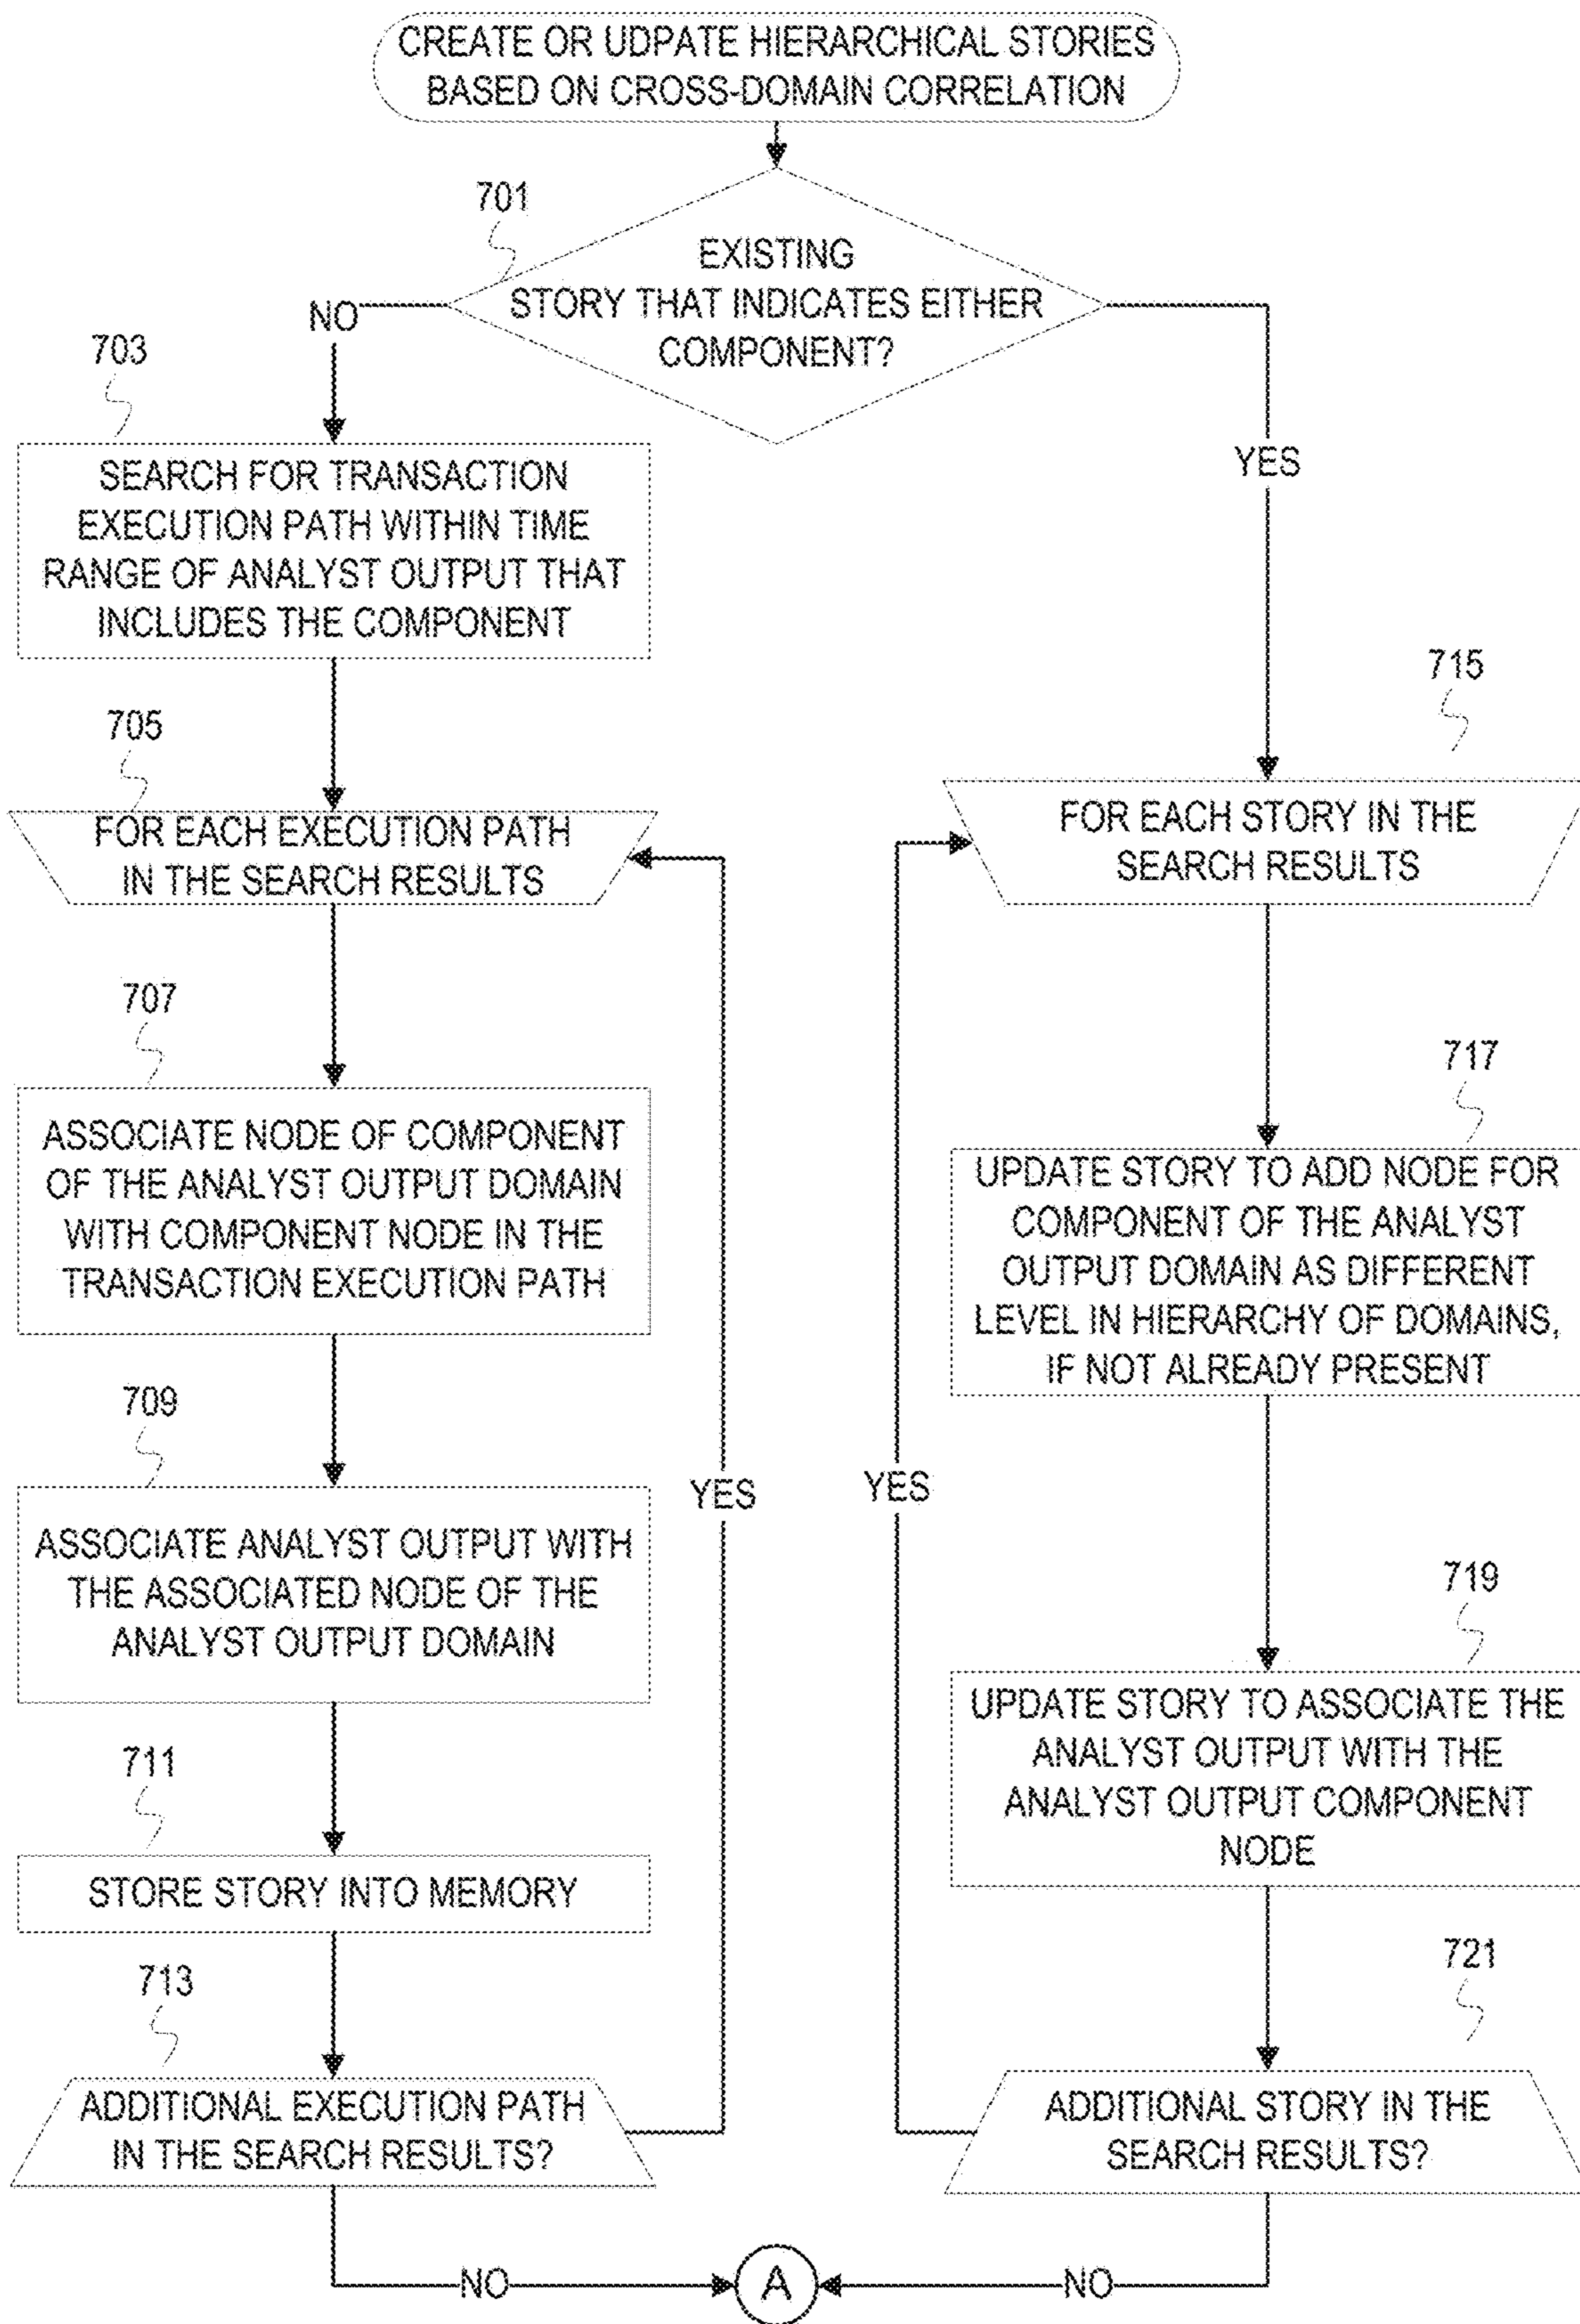 CREATE OR UDPATE HIERARCHICAL STORIES
BASED ON CROSS-DOMAIN CORRELATION
701
EXISTING
STORY THAT INDICATES EITHER
COMPONENT?
NO
YES
703
SEARCH FOR TRANSACTION
EXECUTION PATH WITHIN TIME
RANGE OF ANALYST OUTPUT THAT
INCLUDES THE COMPONENT
705
FOR EACH EXECUTION PATH
IN THE SEARCH RESULTS
707
ASSOCIATE NODE OF COMPONENT
OF THE ANALYST OUTPUT DOMAIN
WITH COMPONENT NODE IN THE
TRANSACTION EXECUTION PATH
709
ASSOCIATE ANALYST OUTPUT WITH
THE ASSOCIATED NODE OF THE
ANALYST OUTPUT DOMAIN
711
STORE STORY INTO MEMORY
713
ADDITIONAL EXECUTION PATH
IN THE SEARCH RESULTS?
YES
NO
715
FOR EACH STORY IN THE
SEARCH RESULTS
717
UPDATE STORY TO ADD NODE FOR
COMPONENT OF THE ANALYST
OUTPUT DOMAIN AS DIFFERENT
LEVEL IN HIERARCHY OF DOMAINS,
IF NOT ALREADY PRESENT
719
UPDATE STORY TO ASSOCIATE THE
ANALYST OUTPUT WITH THE
ANALYST OUTPUT COMPONENT
NODE
721
ADDITIONAL STORY IN THE
SEARCH RESULTS?
YES
NO
A